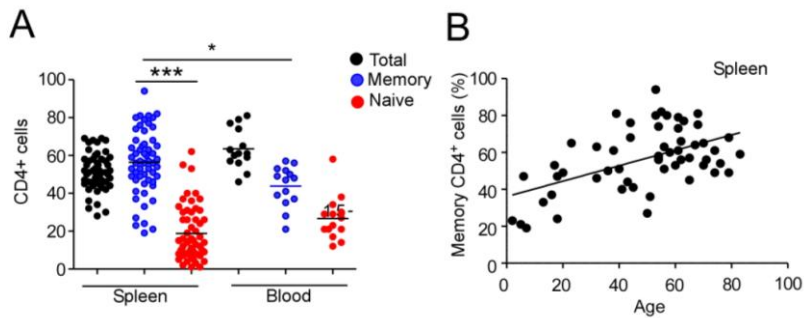 A
*
***
Total
Memory
Naive
CD4+ cells
100
80
60
40
20
0
15-
Spleen
Blood
B
Spleen
Memory CD4⁺ cells (%)
100
80
60
40
20
0
0 20 40 60 80 100
Age